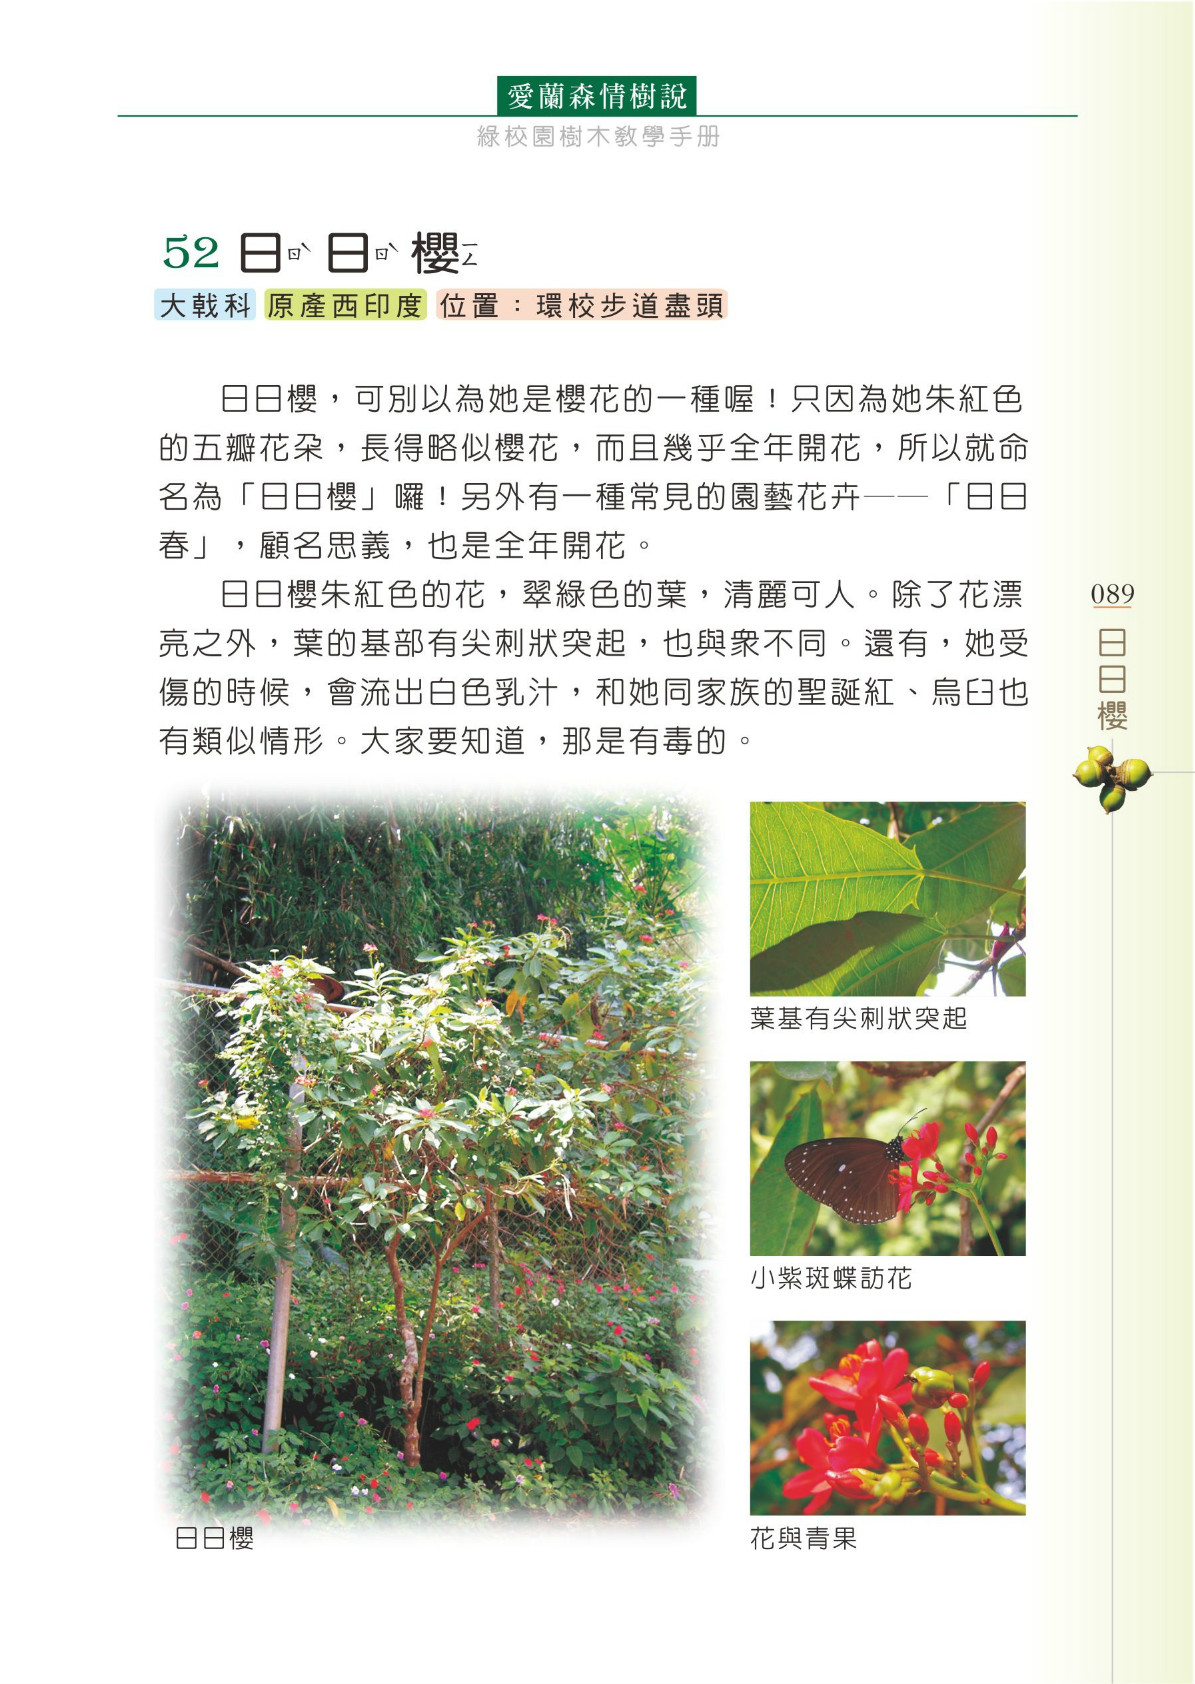 愛蘭森情樹說
綠校園樹木教學手册
52 日ㄖˋ日ㄖˋ櫻ㄧㄥ
大戟科 原產西印度 位置：環校步道盡頭
日日櫻，可別以為她是櫻花的一種喔！只因為她朱紅色
的五瓣花朵，長得略似櫻花，而且幾乎全年開花，所以就命
名為「日日櫻」囉！另外有一種常見的園藝花卉——「日日
春」，顧名思義，也是全年開花。
日日櫻朱紅色的花，翠綠色的葉，清麗可人。除了花漂
亮之外，葉的基部有尖刺狀突起，也與衆不同。還有，她受
傷的時候，會流出白色乳汁，和她同家族的聖誕紅、烏臼也
有類似情形。大家要知道，那是有毒的。
089
日日櫻
葉基有尖刺狀突起
小紫斑蝶訪花
日日櫻
花與青果